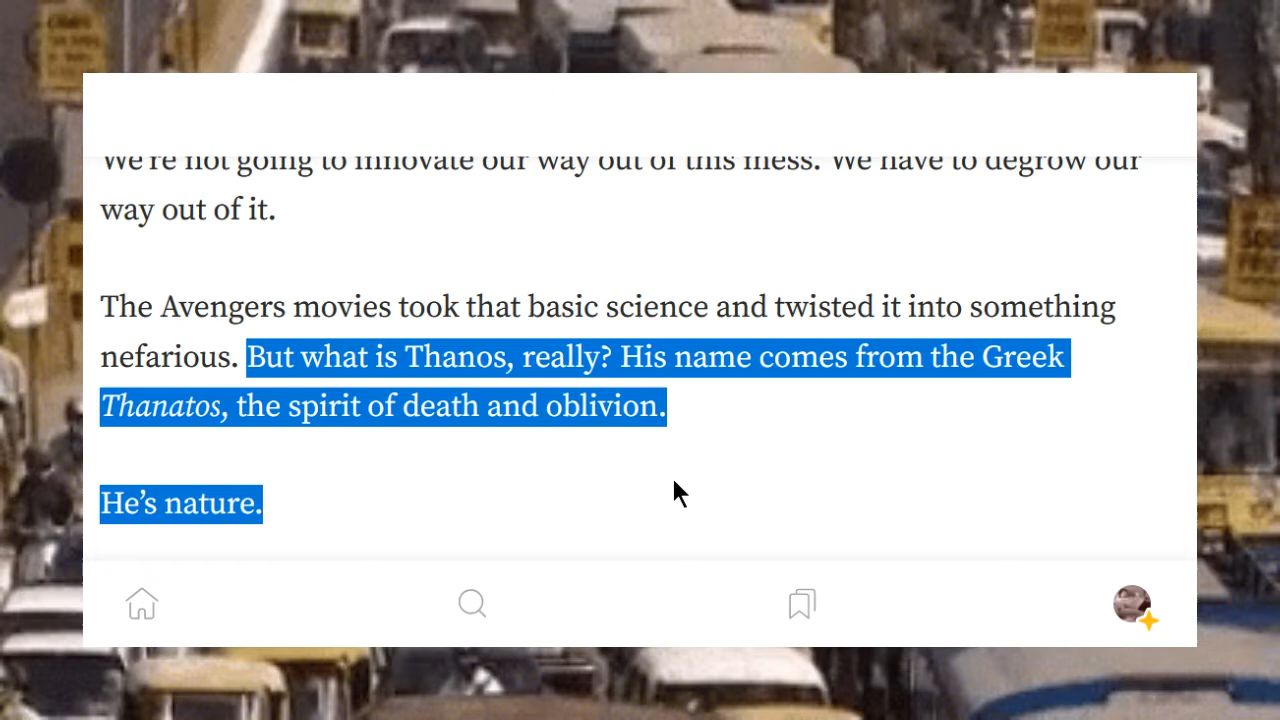 We're not going to innovate our way out of this mess. We have to degrow our
way out of it.
The Avengers movies took that basic science and twisted it into something
nefarious. But what is Thanos, really? His name comes from the Greek
Thanatos, the spirit of death and oblivion.
He's nature.